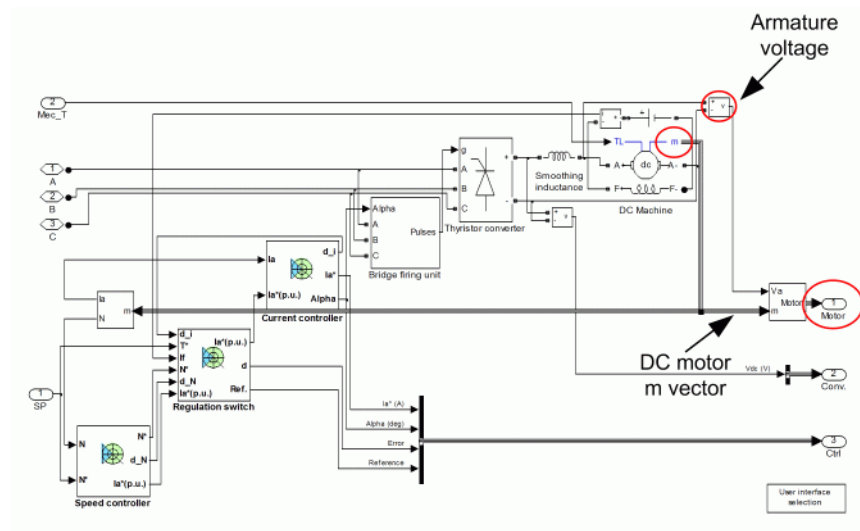 Armature
voltage
2
Mec_T
+
-
v
TL
m
A+
dc
A-
F+
F-
DC Machine
Smoothing
inductance
1
A
2
B
3
C
g
A
B
C
+
-
Thyristor converter
+
-
v
Alpha
A
B
C
Pulses
Bridge firing unit
Ia
Ia*(p.u.)
d_i
Ia*
Alpha
Current controller
Ia
N
m
Va
m
Motor
1
Motor
DC motor
m vector
d_i
T*
If
N*
d_N
Ia*(p.u.)
Ia*(p.u.)
d
Ref.
Regulation switch
Vdc (V)
2
Conv.
1
SP
Ia* (A)
Alpha (deg)
Error
Reference
3
Ctrl
N
N*
N*
d_N
Ia*(p.u.)
Speed controller
User interface
selection